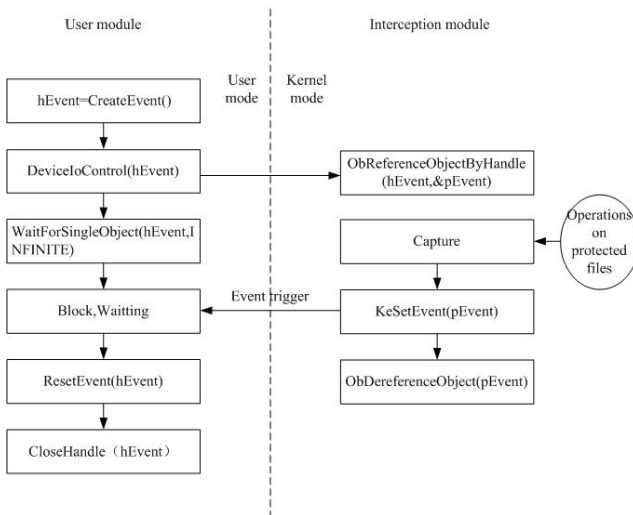 User module
Interception module
User
mode
Kernel
mode
hEvent=CreateEvent()
DeviceIoControl(hEvent)
ObReferenceObjectByHandle
(hEvent,&pEvent)
WaitForSingleObject(hEvent,I
NFINITE)
Capture
Operations
on
protected
files
Block,Waitting
Event trigger
KeSetEvent(pEvent)
ResetEvent(hEvent)
ObDereferenceObject(pEvent)
CloseHandle（hEvent）